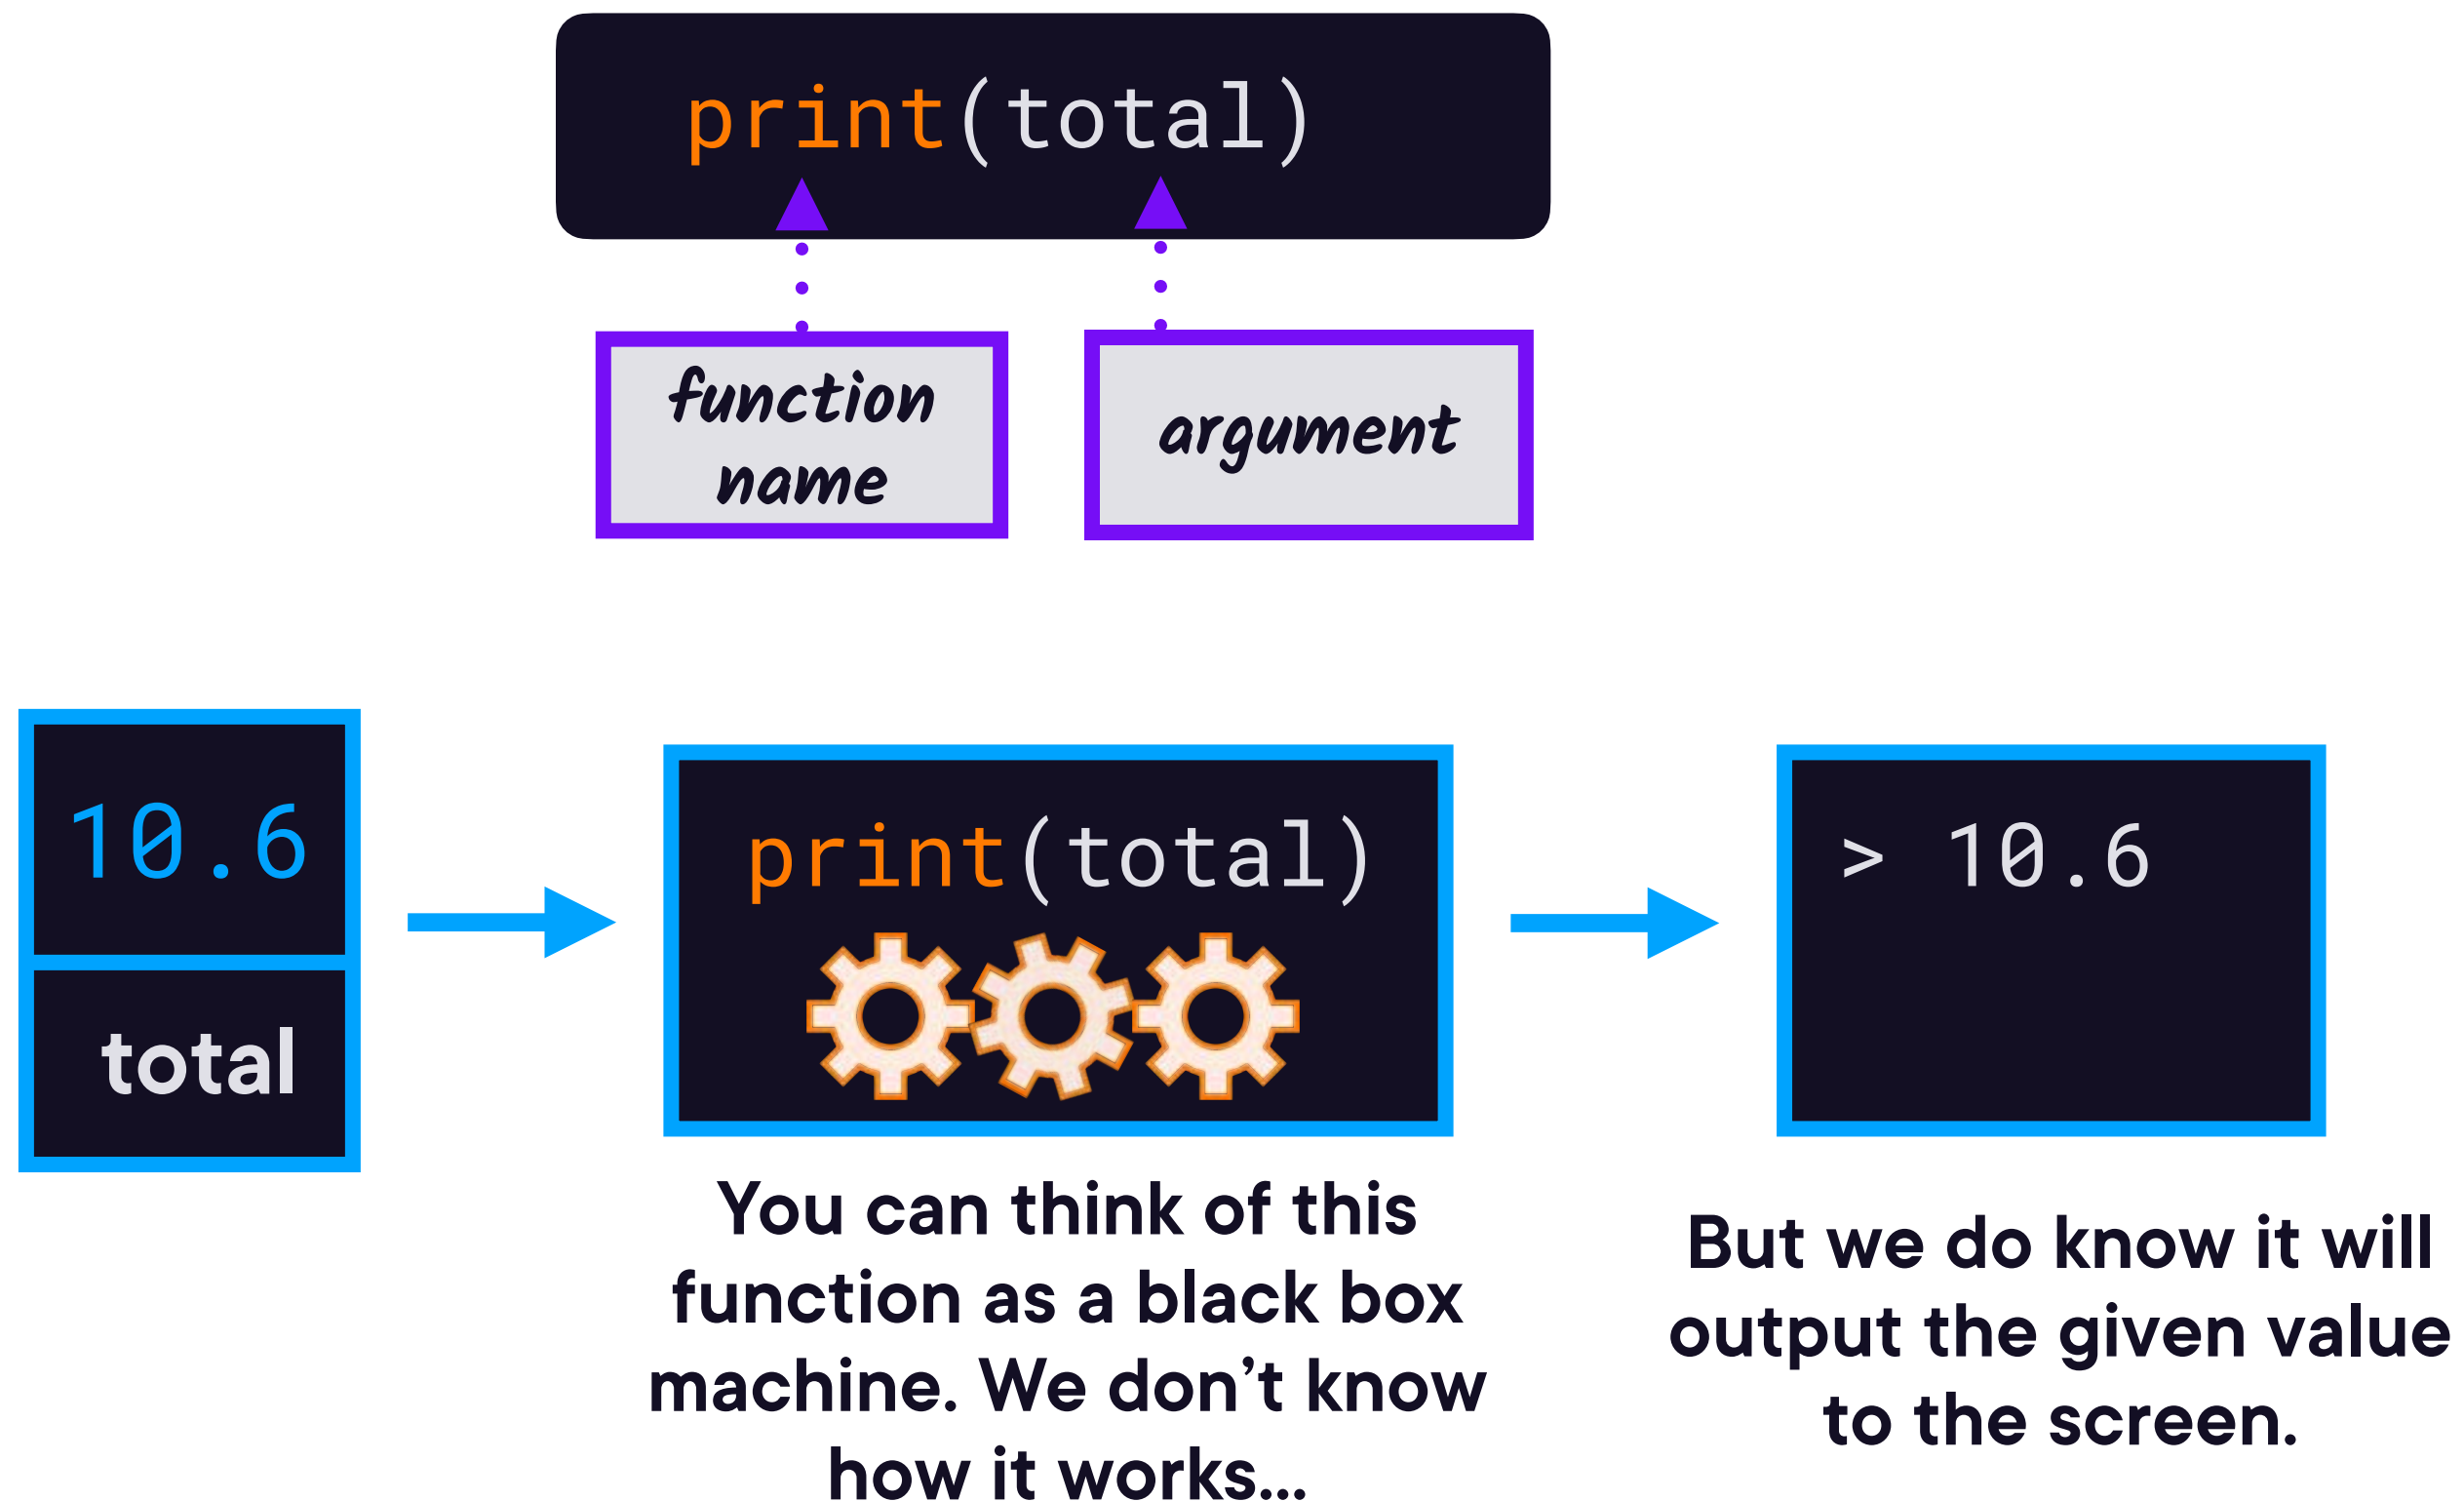 print(total)
function
name
argument
10.6
total
print(total)
> 10.6
You can think of this
function as a black box
machine. We don't know
how it works....
But we do know it will
output the given value
to the screen.